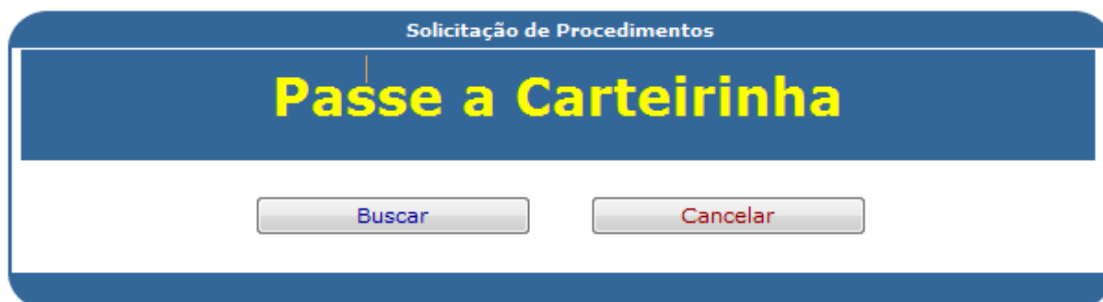 Solicitação de Procedimentos
Passe a Carteirinha
Buscar Cancelar